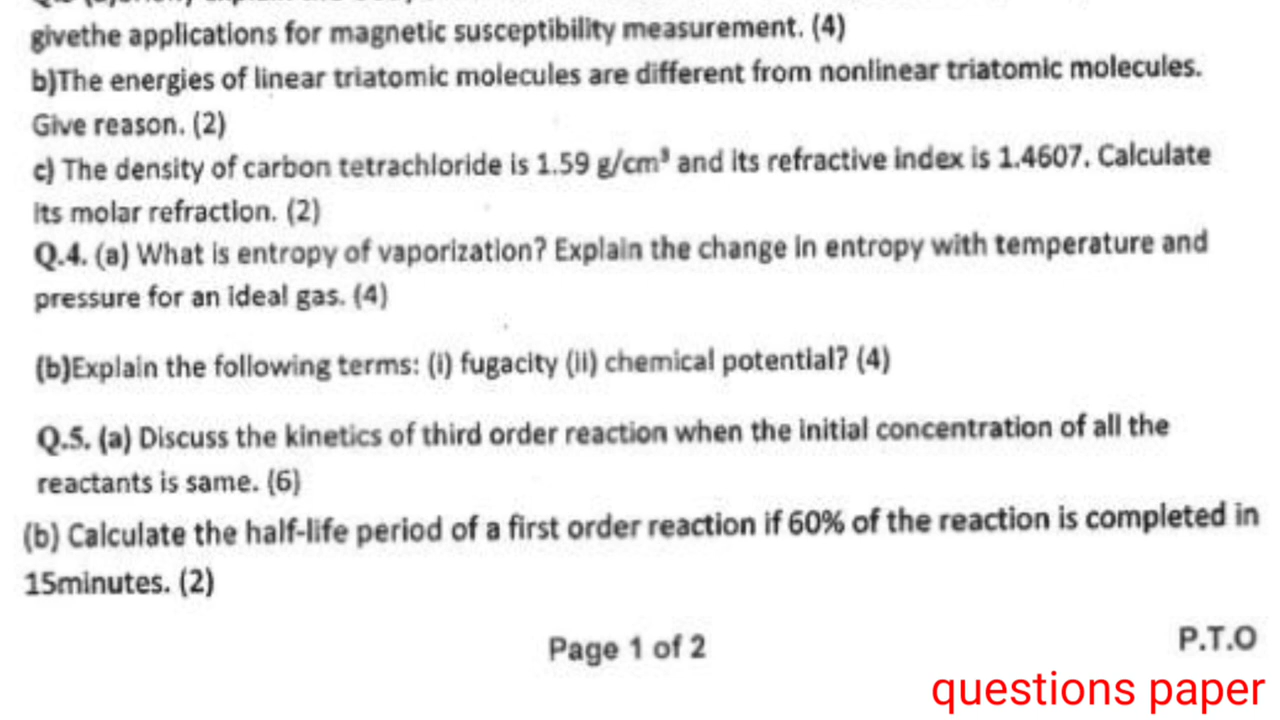 givethe applications for magnetic susceptibility measurement. (4)
b)The energies of linear triatomic molecules are different from nonlinear triatomic molecules.
Give reason. (2)
c) The density of carbon tetrachloride is 1.59 g/cm³ and its refractive index is 1.4607. Calculate
its molar refraction. (2)
Q.4. (a) What is entropy of vaporization? Explain the change in entropy with temperature and
pressure for an ideal gas. (4)
(b)Explain the following terms: (i) fugacity (ii) chemical potential? (4)
Q.5. (a) Discuss the kinetics of third order reaction when the initial concentration of all the
reactants is same. (6)
(b) Calculate the half-life period of a first order reaction if 60% of the reaction is completed in
15minutes. (2)
Page 1 of 2
P.T.O
questions paper